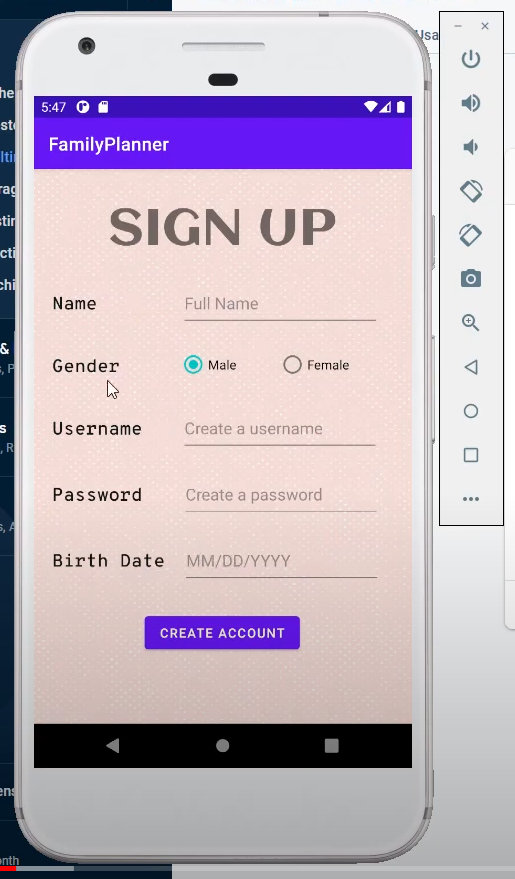 5:47
FamilyPlanner
SIGN UP
Name Full Name
Gender Male Female
Username Create a username
Password Create a password
Birth Date MM/DD/YYYY
CREATE ACCOUNT